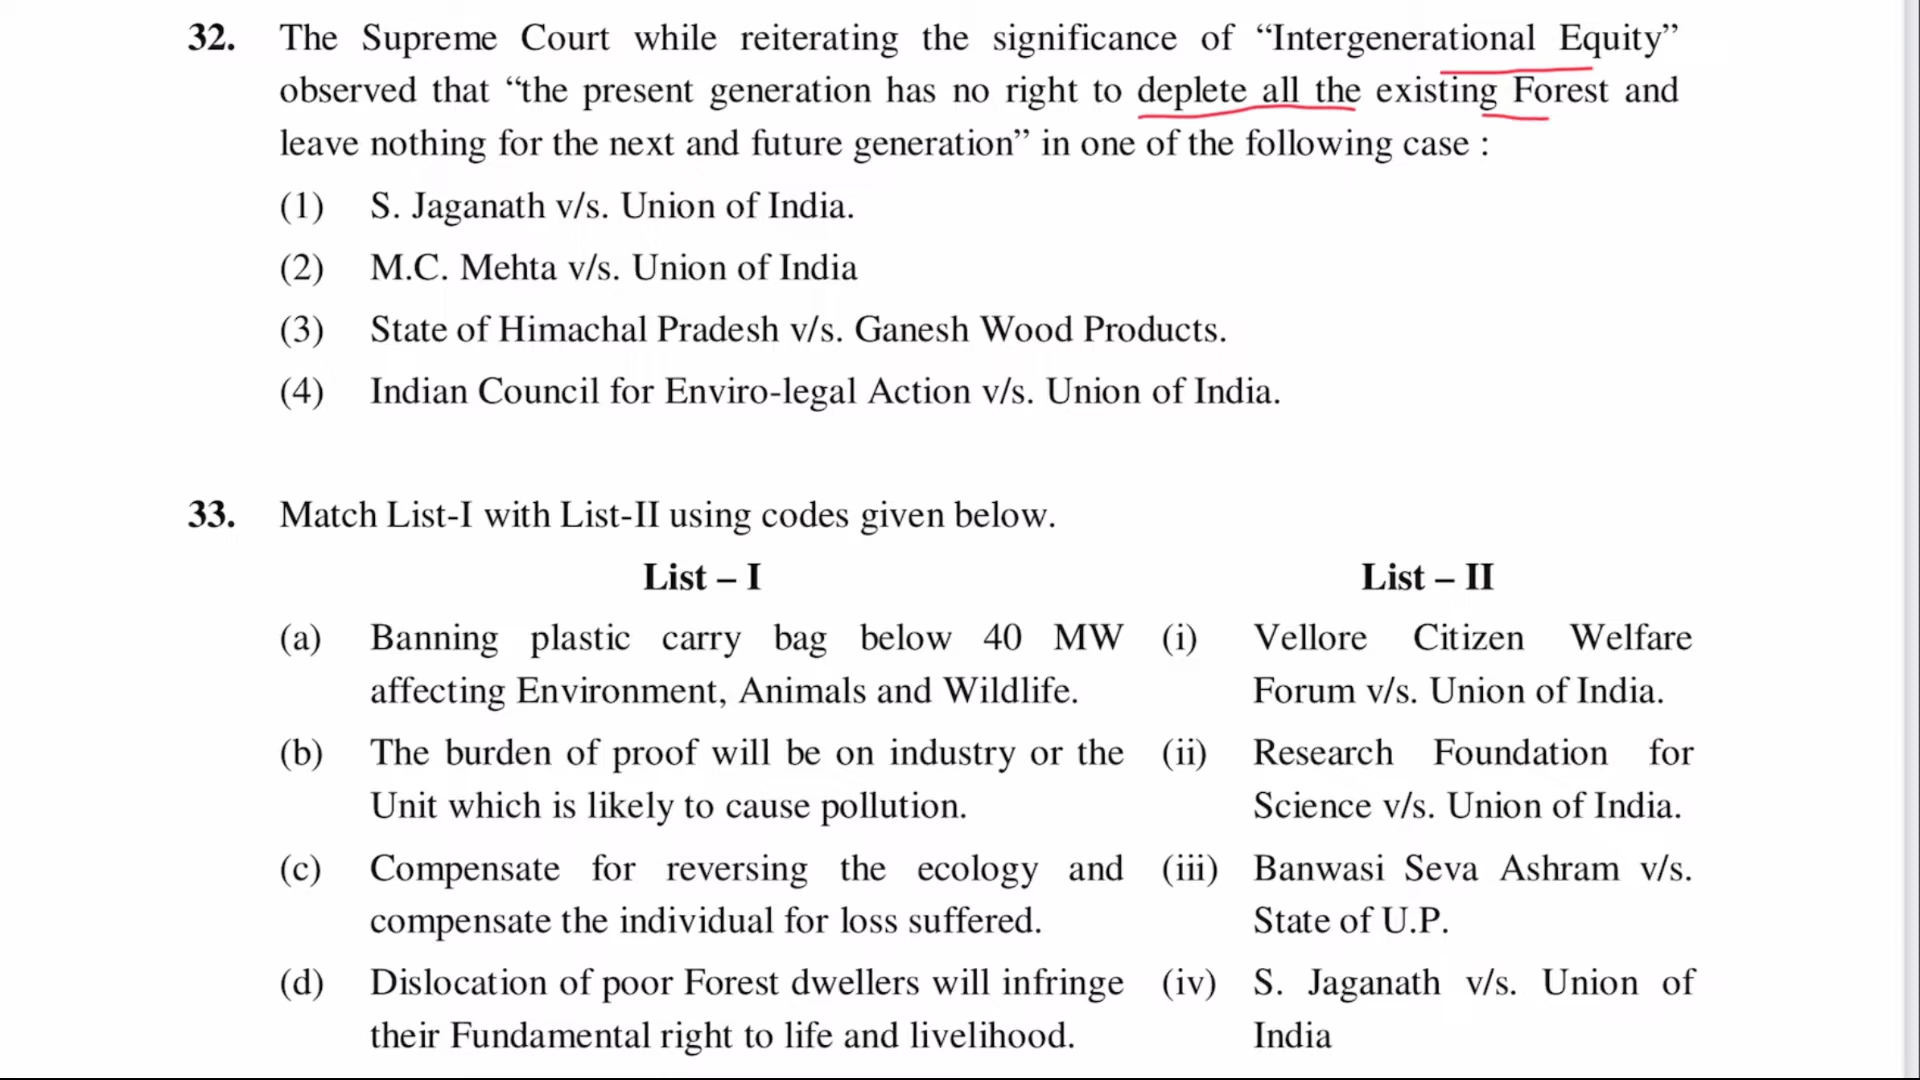 32. The Supreme Court while reiterating the significance of “Intergenerational Equity”
observed that “the present generation has no right to deplete all the existing Forest and
leave nothing for the next and future generation” in one of the following case :
(1) S. Jaganath v/s. Union of India.
(2) M.C. Mehta v/s. Union of India
(3) State of Himachal Pradesh v/s. Ganesh Wood Products.
(4) Indian Council for Enviro-legal Action v/s. Union of India.
33. Match List-I with List-II using codes given below.
List – I List – II
(a) Banning plastic carry bag below 40 MW (i) Vellore Citizen Welfare
affecting Environment, Animals and Wildlife. Forum v/s. Union of India.
(b) The burden of proof will be on industry or the (ii) Research Foundation for
Unit which is likely to cause pollution. Science v/s. Union of India.
(c) Compensate for reversing the ecology and (iii) Banwasi Seva Ashram v/s.
compensate the individual for loss suffered. State of U.P.
(d) Dislocation of poor Forest dwellers will infringe (iv) S. Jaganath v/s. Union of
their Fundamental right to life and livelihood. India